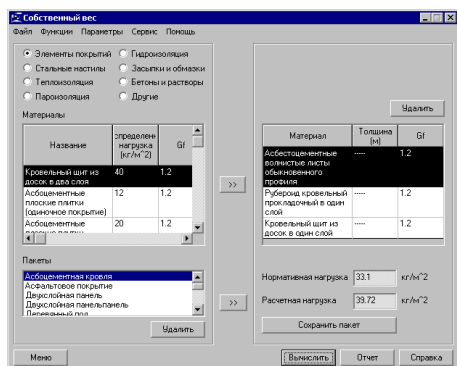 Собственный вес
Файл Функции Параметры Сервис Помощь
Элементы покрытий
Гидроизоляция
Стальные настилы
Засыпки и обмазки
Теплоизоляция
Бетоны и растворы
Пароизоляция
Другие
Материалы
Название
определенн
нагрузка
(кг/м^2)
Gf
Кровельный щит из
досок в два слоя
40
1.2
Асбоцементные
плоские плитки
(одиночное покрытие)
12
1.2
Асбоцементные
20
1.2
>>
Пакеты
Асбоцементная кровля
Асфальтовое покрытие
Двухслойная панель
Двухслойная панельпанель
Деревянный пол
>>
Удалить
Удалить
Материал
Толщина
(м)
Gf
Асбестоцементные
волнистые листы
обыкновенного
профиля
-----
1.2
Рубероид кровельный
прокладочный в один
слой
-----
1.2
Кровельный щит из
досок в один слой
-----
1.2
Нормативная нагрузка 33.1 кг/м^2
Расчетная нагрузка 39.72 кг/м^2
Сохранить пакет
Меню
Вычислить
Отчет
Справка